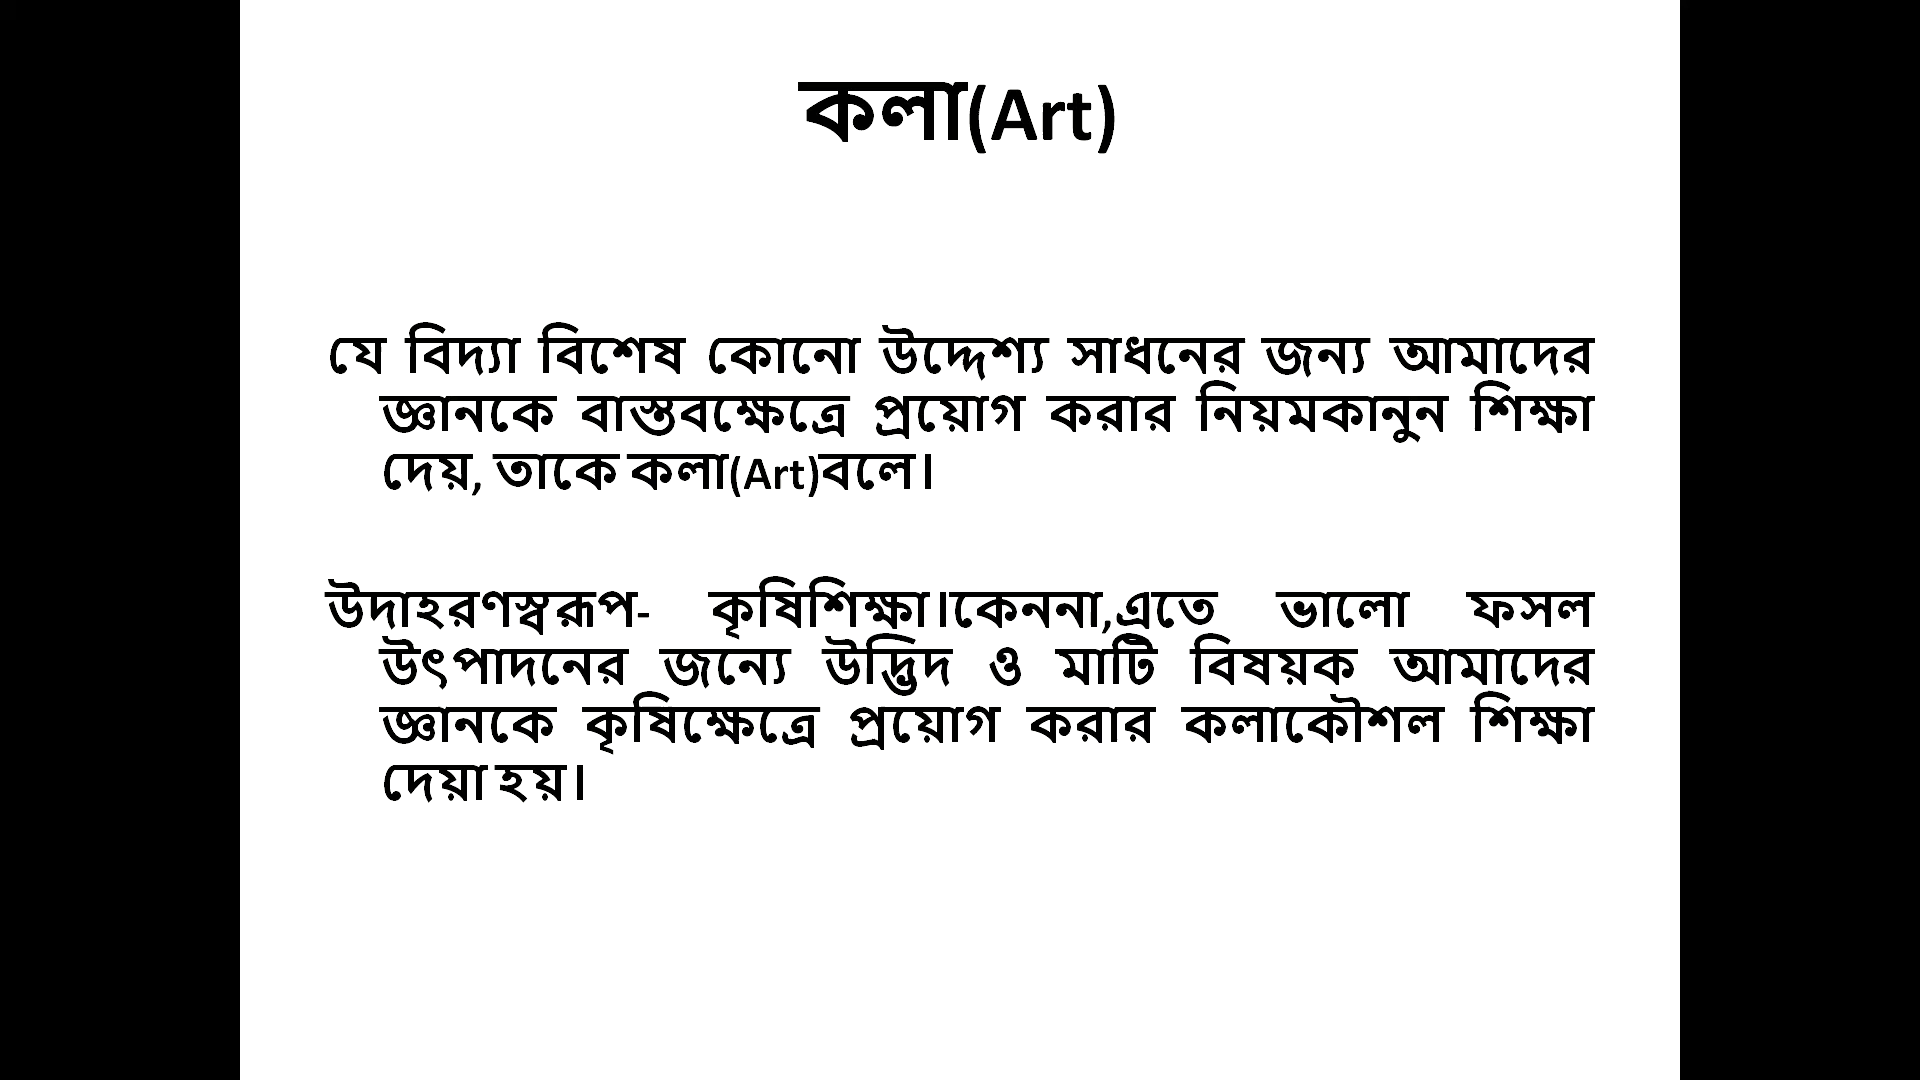 কলা(Art)
যে বিদ্যা বিশেষ কোনো উদ্দেশ্য সাধনের জন্য আমাদের
জ্ঞানকে বাস্তবক্ষেত্রে প্রয়োগ করার নিয়মকানুন শিক্ষা
দেয়, তাকে কলা(Art)বলে।
উদাহরণস্বরূপ- কৃষিশিক্ষা।কেননা,এতে ভালো ফসল
উৎপাদনের জন্যে উদ্ভিদ ও মাটি বিষয়ক আমাদের
জ্ঞানকে কৃষিক্ষেত্রে প্রয়োগ করার কলাকৌশল শিক্ষা
দেয়া হয়।